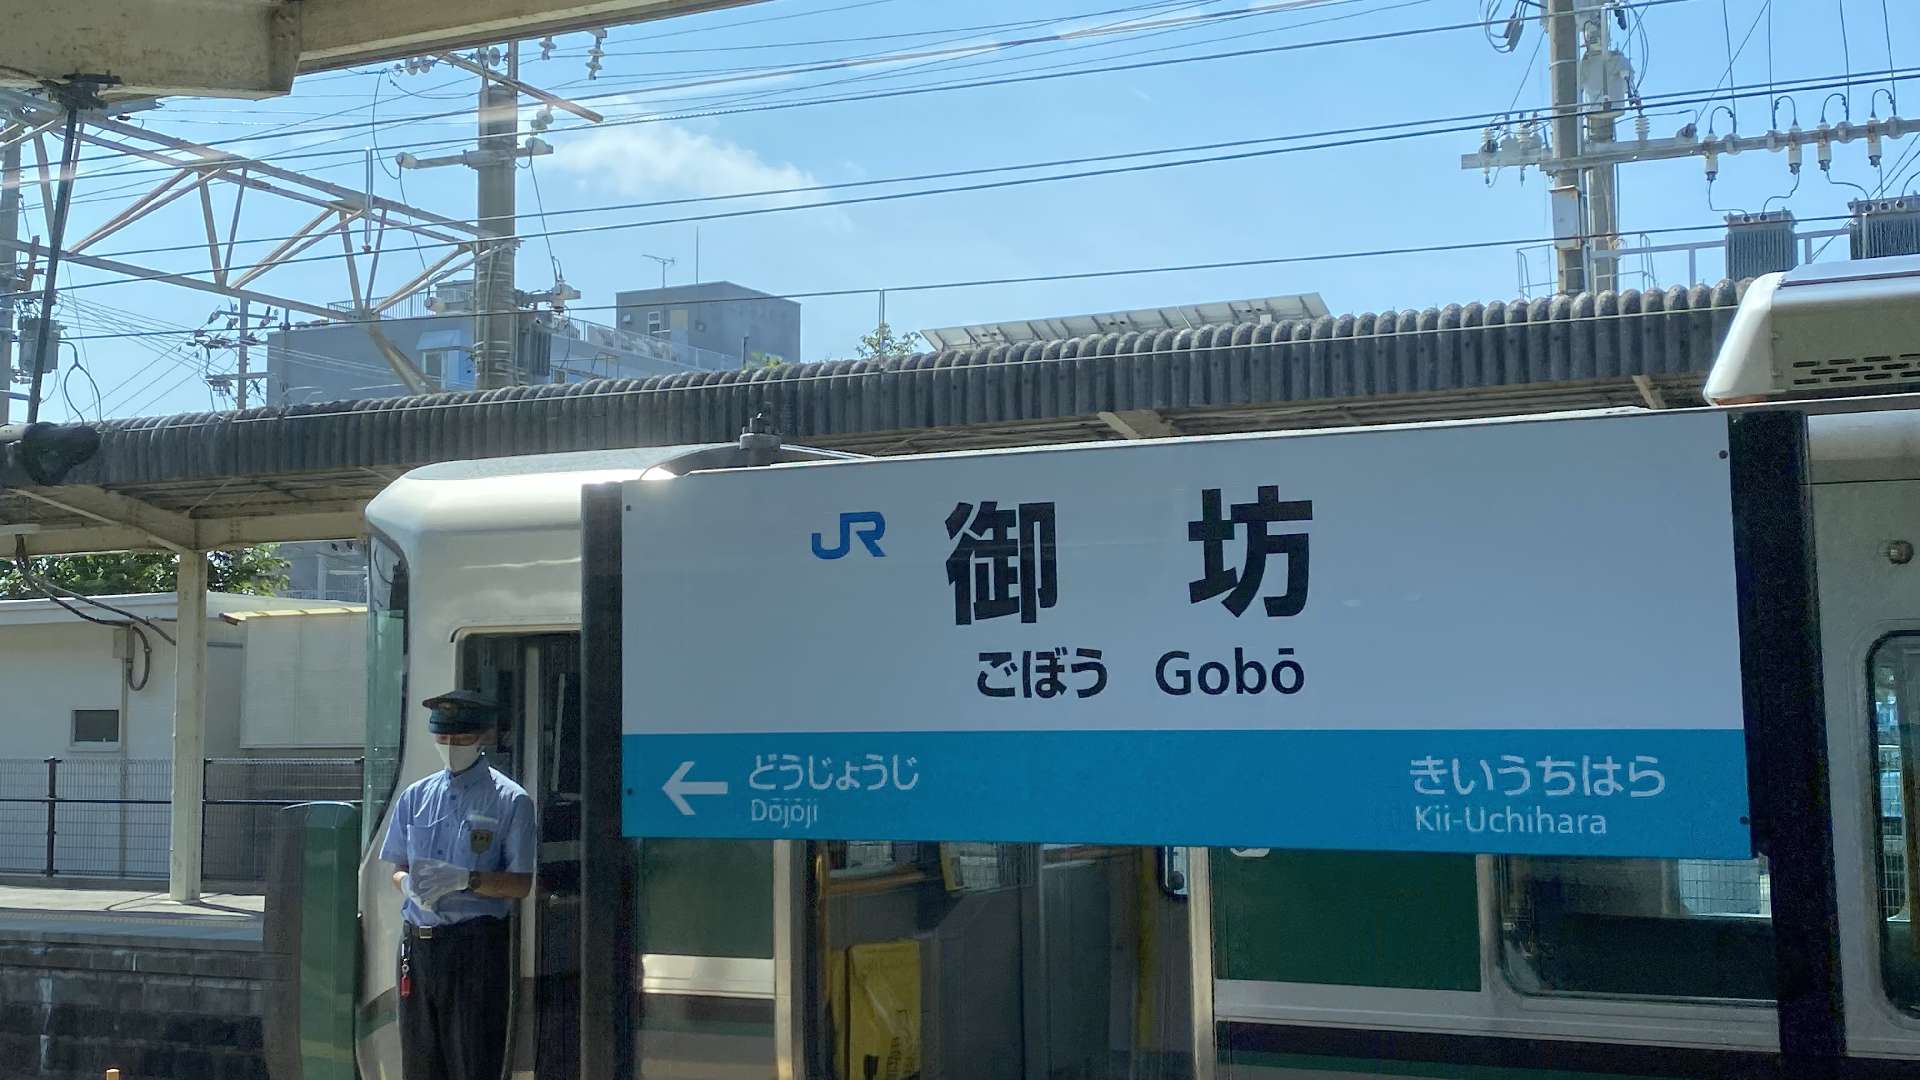 JR 御坊
ごぼう Gobō
← どうじょうじ
Dōjōji
きいうちはら
Kii-Uchihara